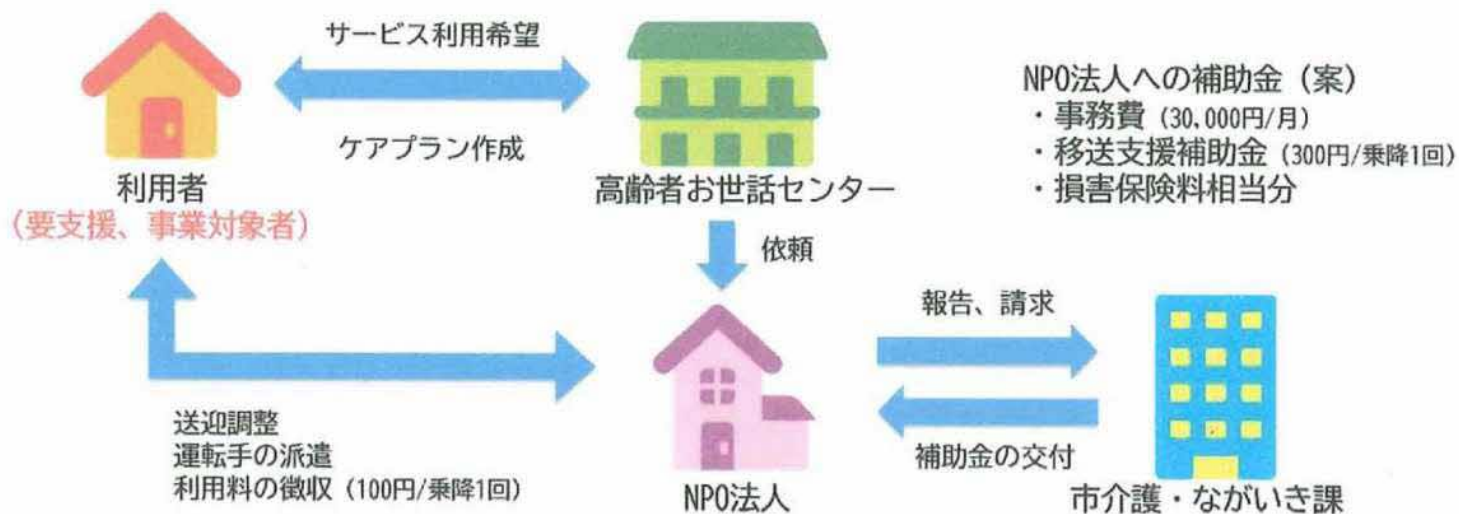 サービス利用希望
ケアプラン作成
利用者
(要支援、事業対象者)
高齢者お世話センター
NPO法人への補助金（案）
・事務費（30,000円/月）
・移送支援補助金（300円/乗降1回）
・損害保険料相当分
依頼
報告、請求
補助金の交付
送迎調整
運転手の派遣
利用料の徴収（100円/乗降1回）
NPO法人
市介護・ながいき課